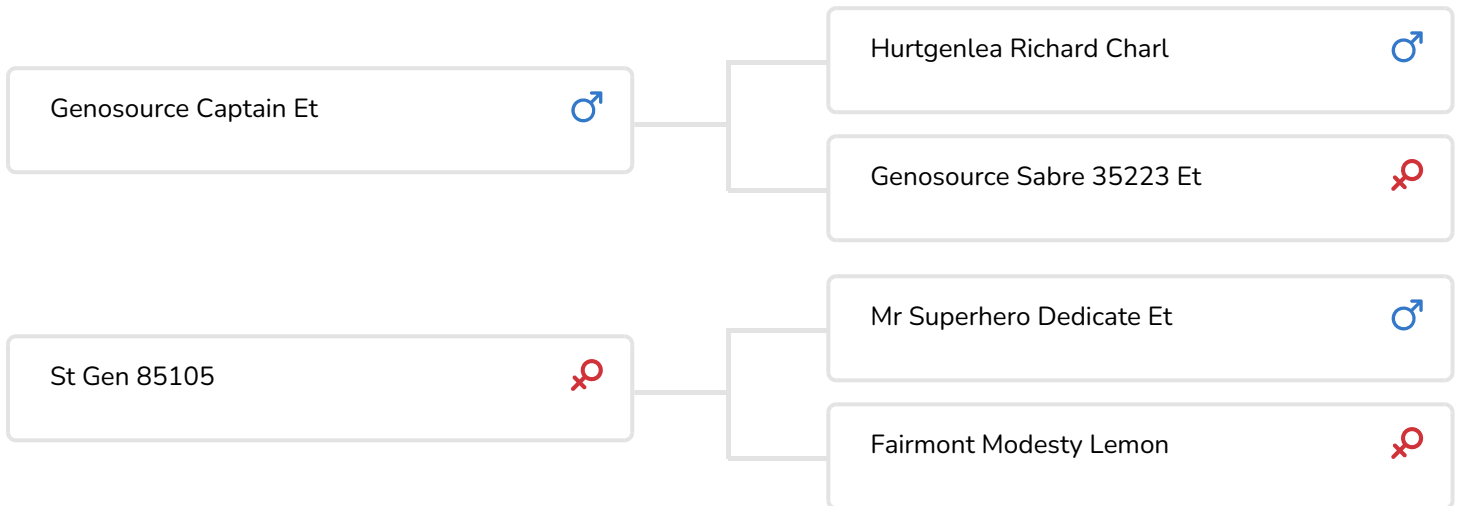 Hurtgenlea Richard Charl
Genosource Captain Et
Genosource Sabre 35223 Et
Mr Superhero Dedicate Et
St Gen 85105
Fairmont Modesty Lemon